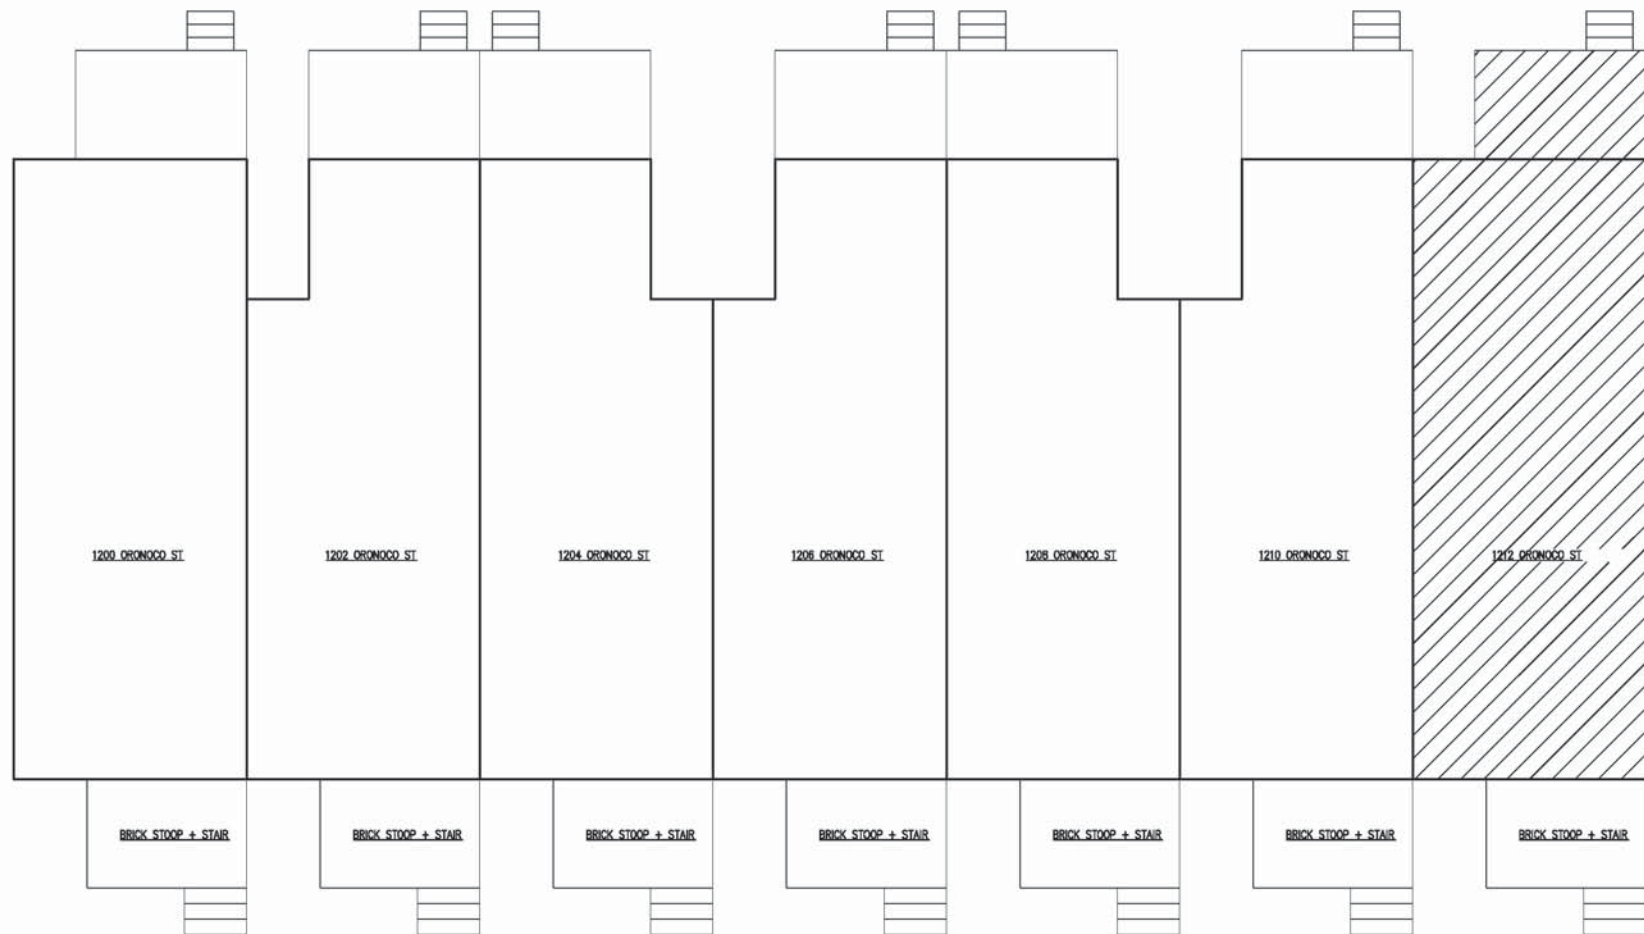 1200 ORONOCO ST
1202 ORONOCO ST
1204 ORONOCO ST
1206 ORONOCO ST
1208 ORONOCO ST
1210 ORONOCO ST
1212 ORONOCO ST
BRICK STOOP + STAIR
BRICK STOOP + STAIR
BRICK STOOP + STAIR
BRICK STOOP + STAIR
BRICK STOOP + STAIR
BRICK STOOP + STAIR
BRICK STOOP + STAIR